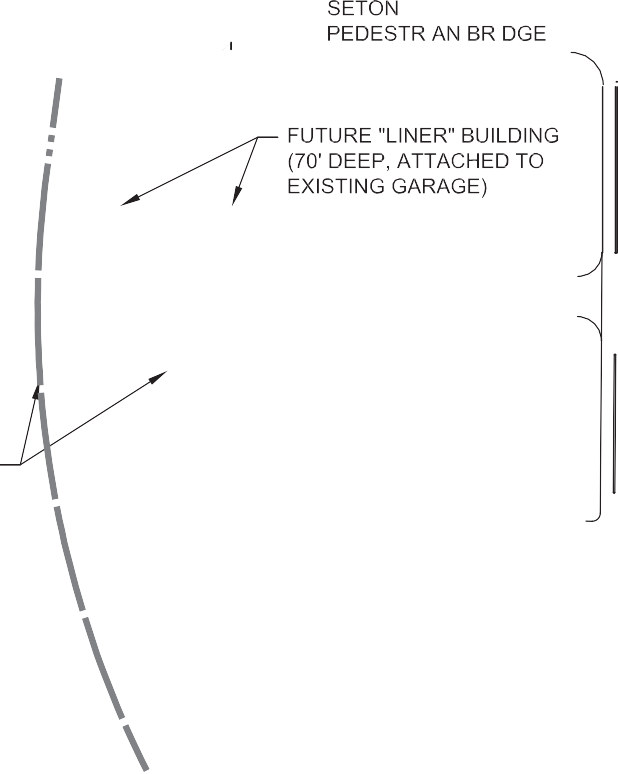 SETON
PEDESTR AN BR DGE
FUTURE "LINER" BUILDING
(70' DEEP, ATTACHED TO
EXISTING GARAGE)